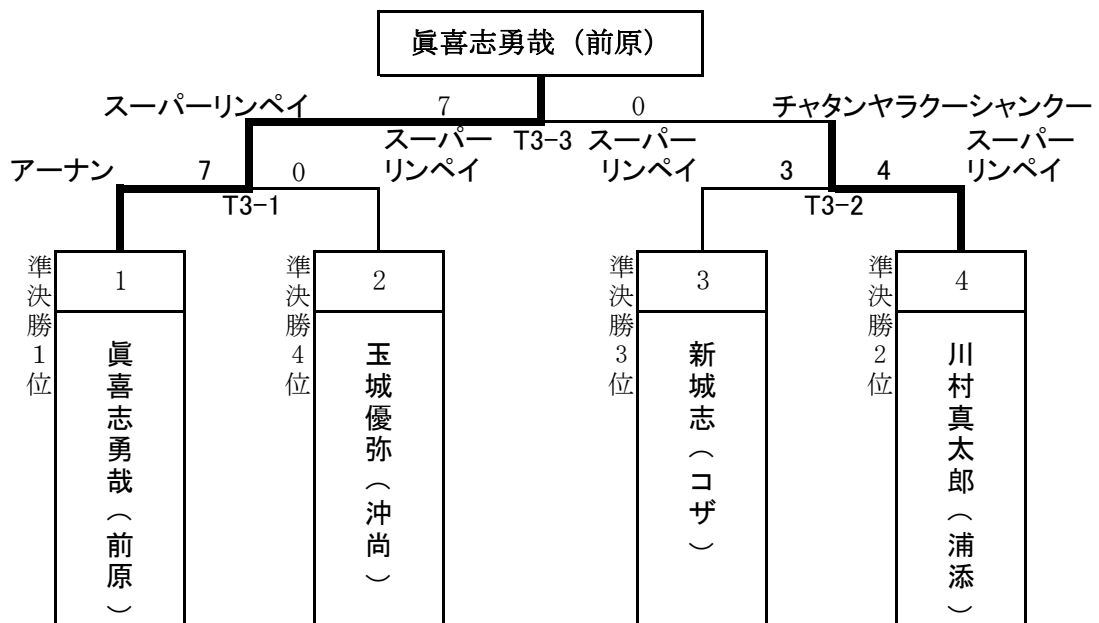 眞喜志勇哉（前原）
スーパーリンペイ 7 0 チャタンヤラクーシャンクー
スーパー T3-3 スーパー スーパー
アーナン 7 0 リンペイ リンペイ 3 4 リンペイ
T3-1 T3-2
準決勝1位
1
眞喜志勇哉（前原）
準決勝4位
2
玉城優弥（沖尚）
準決勝3位
3
新城志（コザ）
準決勝2位
4
川村真太郎（浦添）